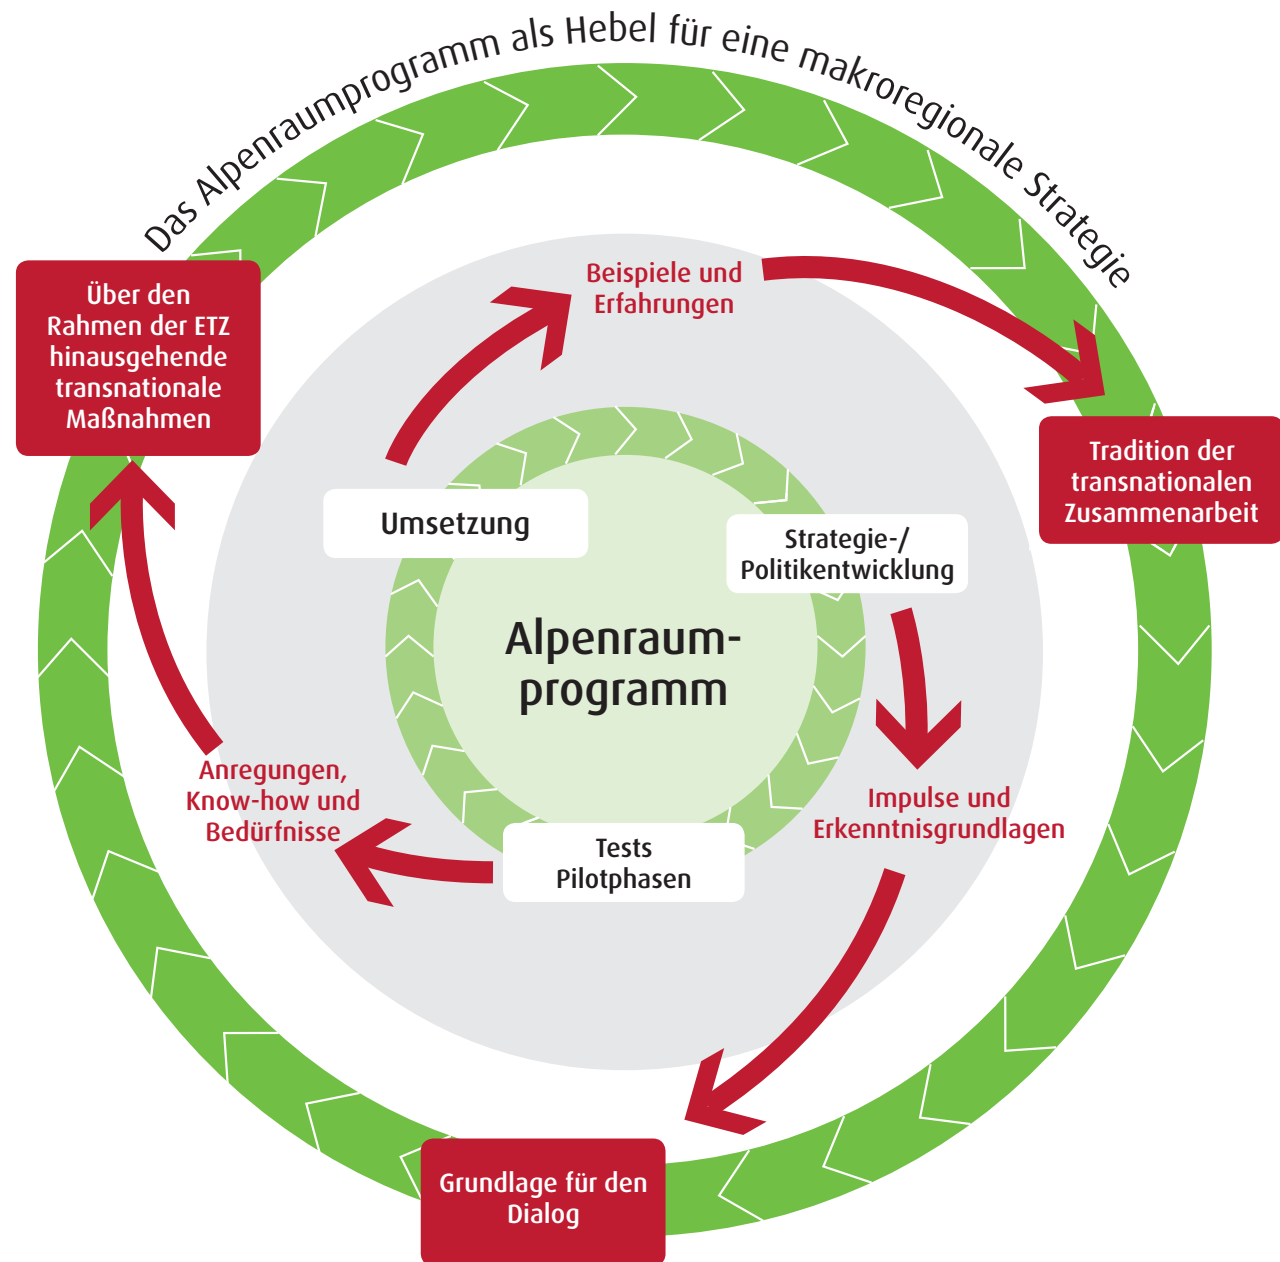 Das Alpenraumprogramm als Hebel für eine makroregionale Strategie
Über den
Rahmen der ETZ
hinausgehende
transnationale
Maßnahmen
Beispiele und
Erfahrungen
Tradition der
transnationalen
Zusammenarbeit
Umsetzung
Strategie-/
Politikentwicklung
Alpenraum-
programm
Anregungen,
Know-how und
Bedürfnisse
Impulse und
Erkenntnisgrundlagen
Tests
Pilotphasen
Grundlage für den
Dialog